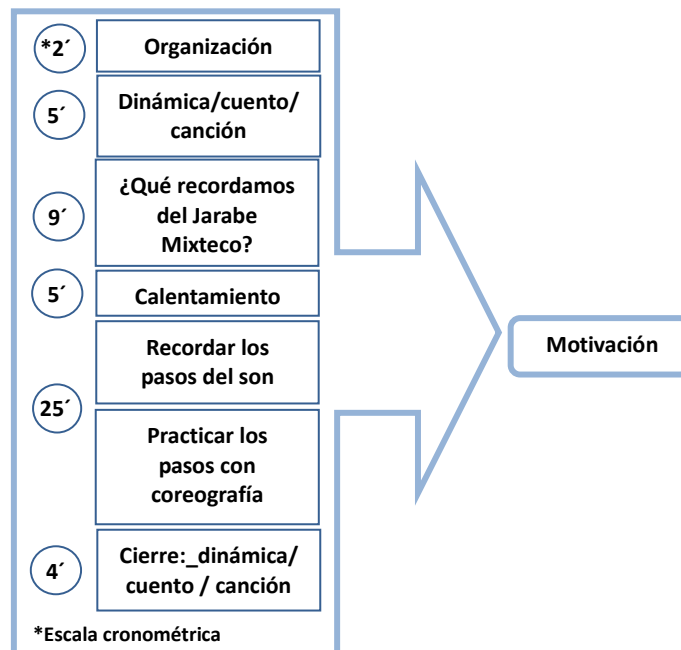 *2´
Organización
5´
Dinámica/cuento/
canción
9´
¿Qué recordamos
del Jarabe
Mixteco?
5´
Calentamiento
25´
Recordar los
pasos del son
Practicar los
pasos con
coreografía
4´
Cierre:_dinámica/
cuento / canción
*Escala cronométrica
Motivación